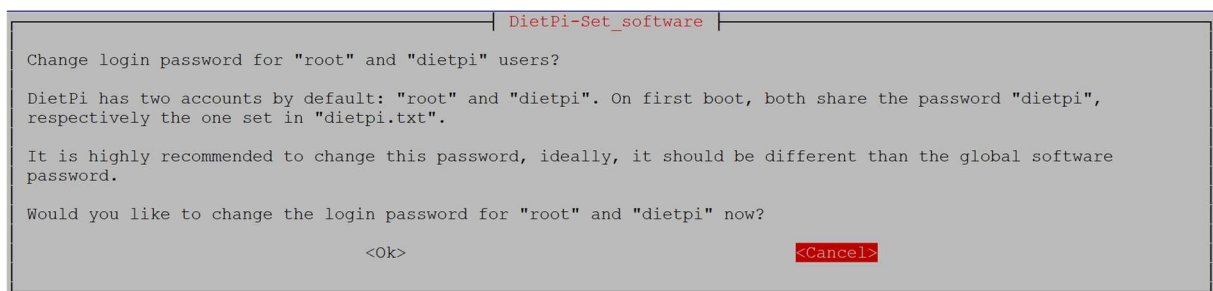 DietPi-Set_software
Change login password for "root" and "dietpi" users?
DietPi has two accounts by default: "root" and "dietpi". On first boot, both share the password "dietpi",
respectively the one set in "dietpi.txt".
It is highly recommended to change this password, ideally, it should be different than the global software
password.
Would you like to change the login password for "root" and "dietpi" now?
<Ok> <Cancel>